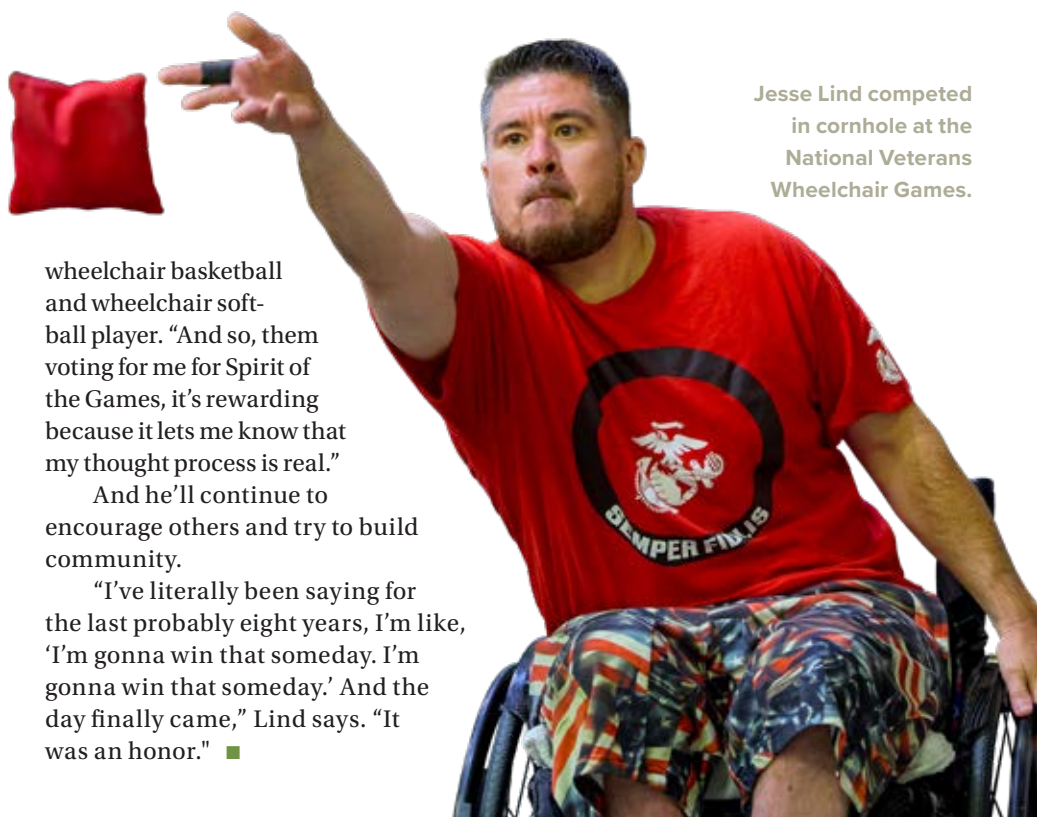 Jesse Lind competed
in cornhole at the
National Veterans
Wheelchair Games.
wheelchair basketball
and wheelchair soft-
ball player. “And so, them
voting for me for Spirit of
the Games, it’s rewarding
because it lets me know that
my thought process is real.”
And he’ll continue to
encourage others and try to build
community.
“I’ve literally been saying for
the last probably eight years, I’m like,
‘I’m gonna win that someday. I’m
gonna win that someday.’ And the
day finally came,” Lind says. “It
was an honor."
SEMPER FIDELIS